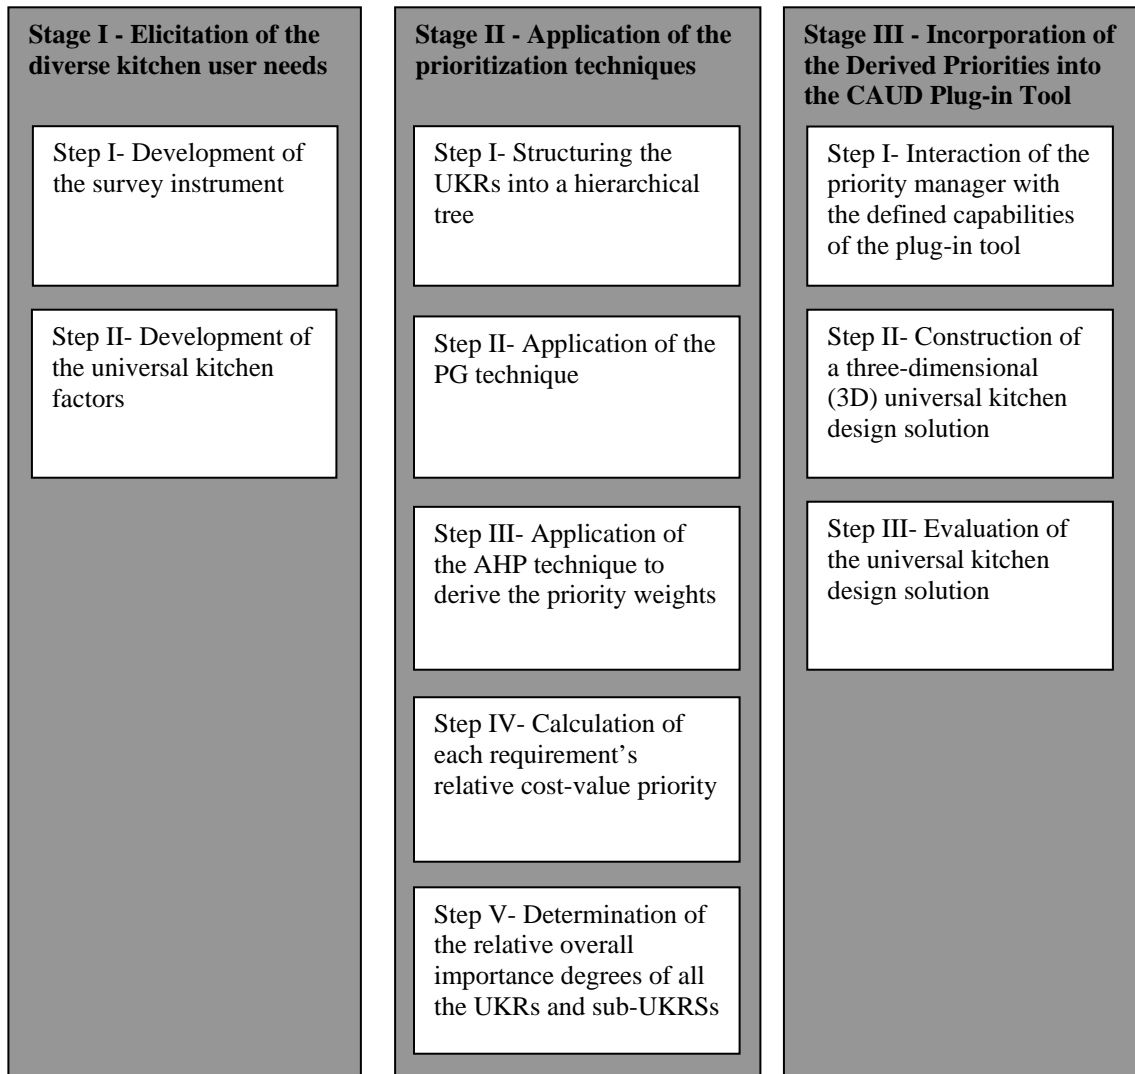 Stage I - Elicitation of the
diverse kitchen user needs
Step I- Development of
the survey instrument
Step II- Development of
the universal kitchen
factors
Stage II - Application of the
prioritization techniques
Step I- Structuring the
UKRs into a hierarchical
tree
Step II- Application of the
PG technique
Step III- Application of
the AHP technique to
derive the priority weights
Step IV- Calculation of
each requirement’s
relative cost-value priority
Step V- Determination of
the relative overall
importance degrees of all
the UKRs and sub-UKRSs
Stage III - Incorporation of
the Derived Priorities into
the CAUD Plug-in Tool
Step I- Interaction of the
priority manager with
the defined capabilities
of the plug-in tool
Step II- Construction of
a three-dimensional
(3D) universal kitchen
design solution
Step III- Evaluation of
the universal kitchen
design solution